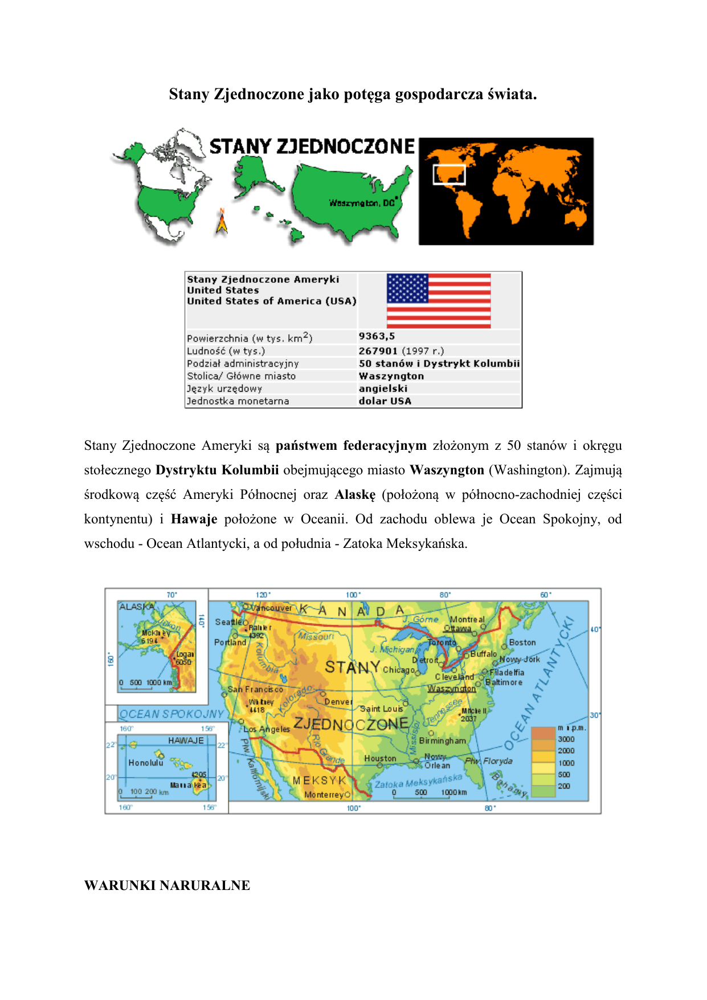 Stany Zjednoczone jako potęga gospodarcza świata.
STANY ZJEDNOCZONE
Waszyngton, DC
N
Stany Zjednoczone Ameryki
United States
United States of America (USA)
Powierzchnia (w tys. km2) 9363,5
Ludność (w tys.) 267901 (1997 r.)
Podział administracyjny 50 stanów i Dystrykt Kolumbii
Stolica/ Główne miasto Waszyngton
Język urzędowy angielski
Jednostka monetarna dolar USA
Stany Zjednoczone Ameryki są państwem federacyjnym złożonym z 50 stanów i okręgu
stołecznego Dystryktu Kolumbii obejmującego miasto Waszyngton (Washington). Zajmują
środkową część Ameryki Północnej oraz Alaskę (położoną w północno-zachodniej części
kontynentu) i Hawaje położone w Oceanii. Od zachodu oblewa je Ocean Spokojny, od
wschodu - Ocean Atlantycki, a od południa - Zatoka Meksykańska.
70° 120° 100° 80° 60°
ALASKA
Yukon
6194
Logan
6050
140°
160°
0 500 1000 km
Vancouver
KANADA
Seattle
4392
Portland
Kolumbia
Missouri
J. Górne
Montreal
Ottawa
Toronto
J. Michigan
Detroit
Buffalo
Boston
Nowy Jork
40°
STANY
Chicago
Cleveland
Filadelfia
Baltimore
Waszyngton
San Francisco
Whitney
4418
Kolorado
Denver
Saint Louis
Tennessee
Mitchell
2037
OCEAN ATLANTYCKI
30°
OCEAN SPOKOJNY
Los Angeles
ZJEDNOCZONE
Missisipi
Birmingham
m n.p.m.
3000
2000
1000
500
200
160° 156°
22° HAWAJE 22°
Honolulu
4205
Mauna Kea
20° 20°
0 100 200 km
160° 156°
Płw. Kalifornijski
Rio Grande
Houston
Nowy
Orlean
Płw. Floryda
MEKSYK
Monterrey
Zatoka Meksykańska
0 500 1000 km
Bahamy
100° 80°
WARUNKI NARURALNE